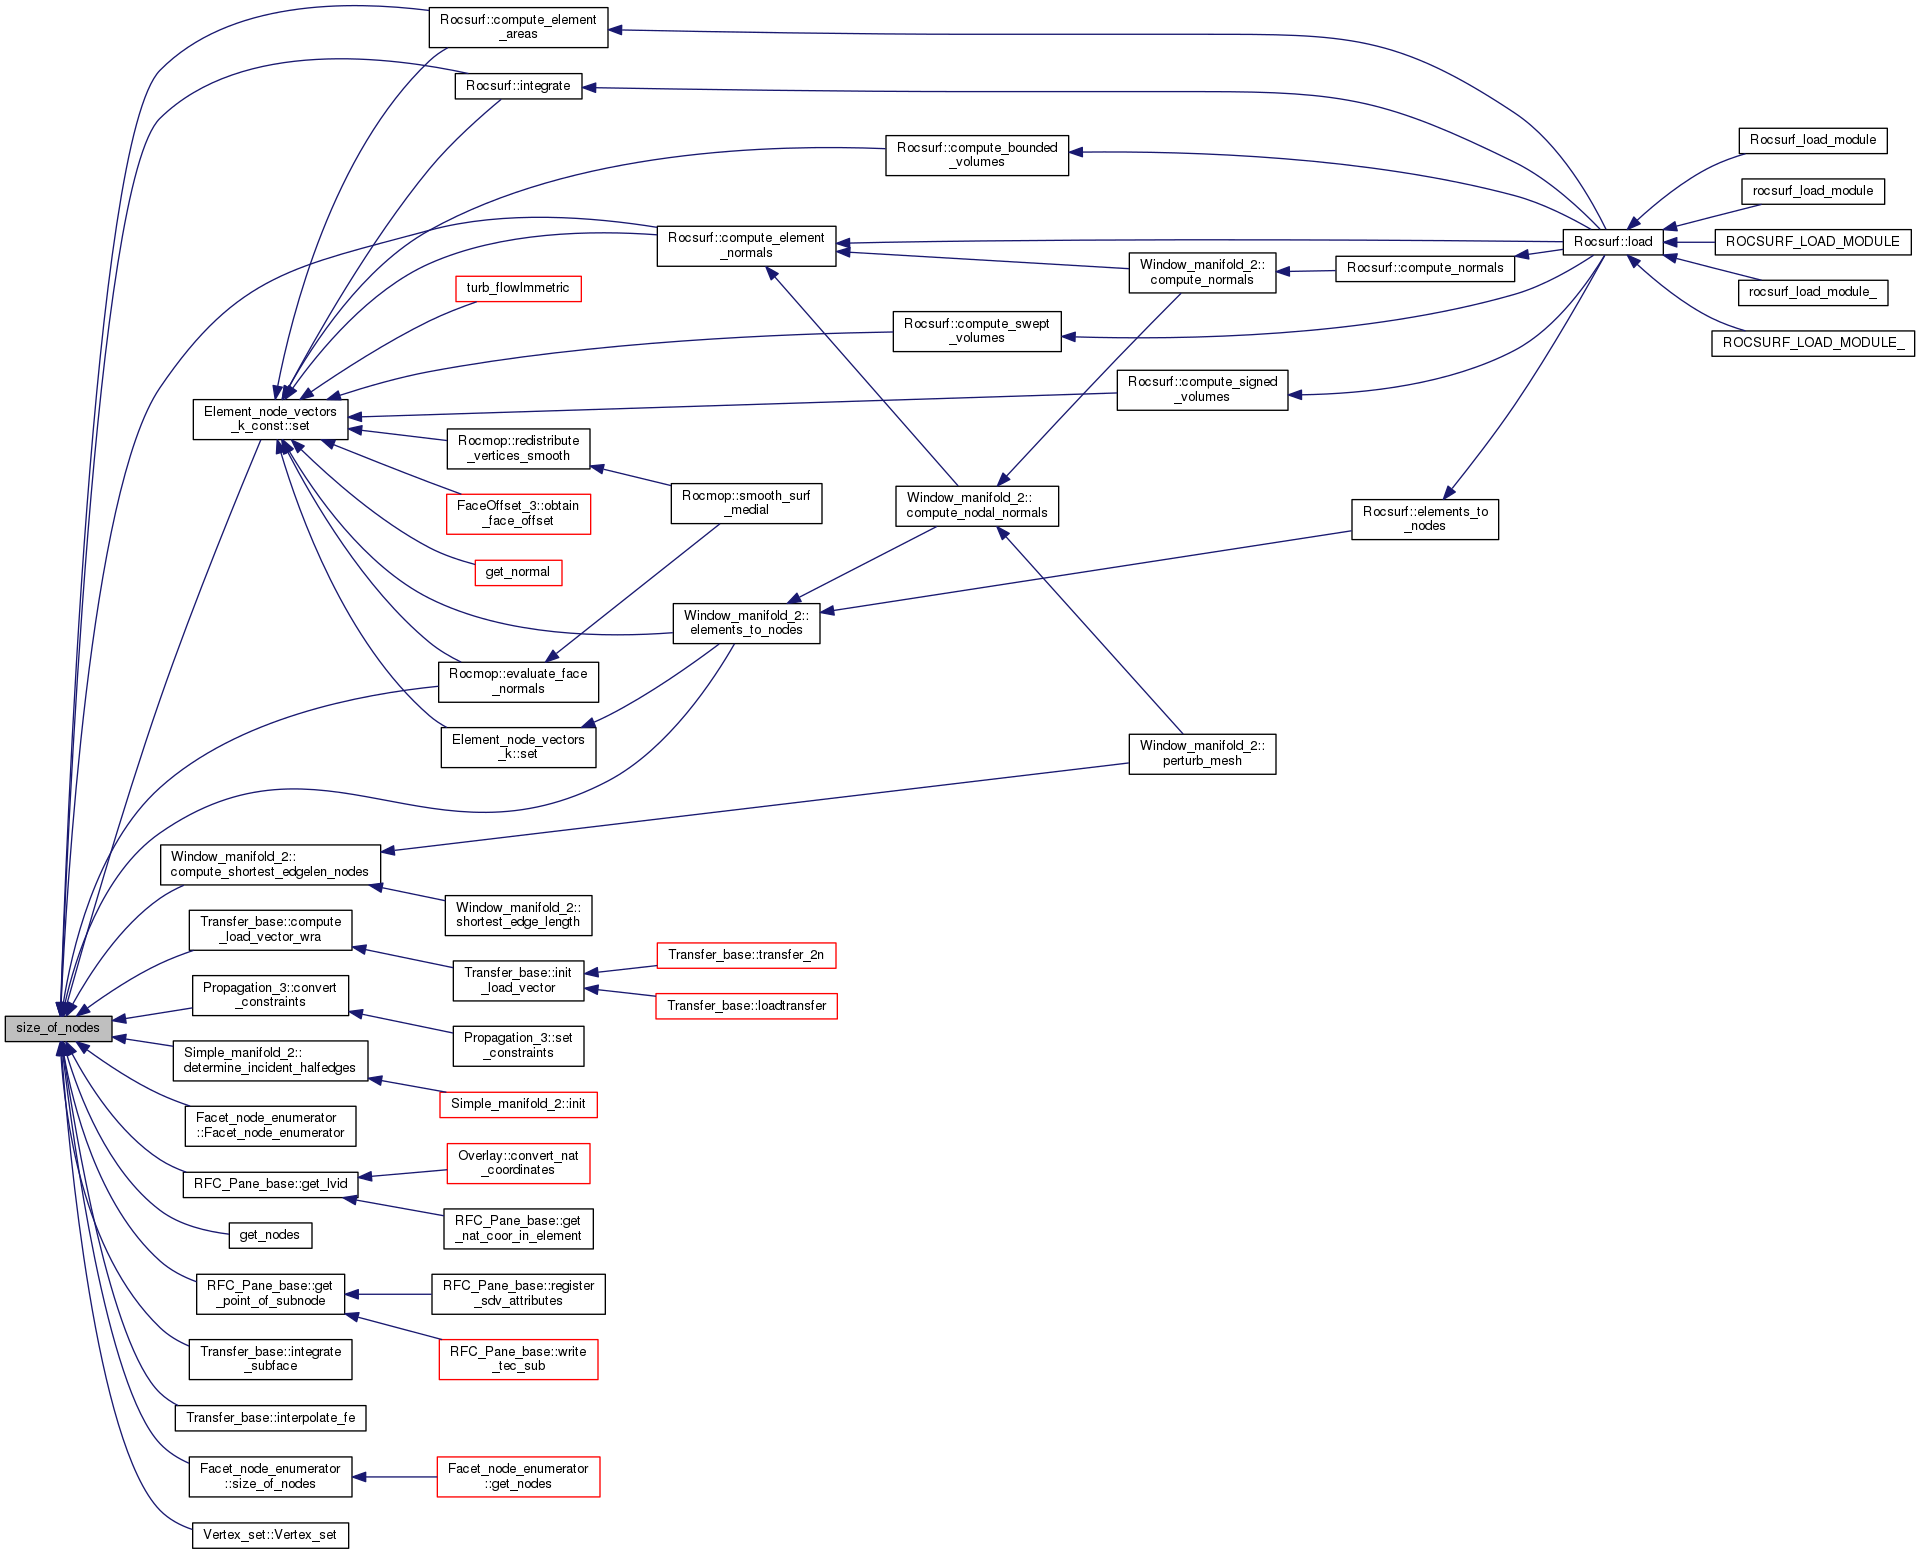 Rocsurf::compute_element
_areas
Rocsurf::integrate
Rocsurf::compute_bounded
_volumes
Rocsurf_load_module
rocsurf_load_module
Rocsurf::compute_element
_normals
Rocsurf::load
ROCSURF_LOAD_MODULE
Window_manifold_2::
compute_normals
Rocsurf::compute_normals
turb_flowlmmetric
rocsurf_load_module_
Rocsurf::compute_swept
_volumes
ROCSURF_LOAD_MODULE_
Rocsurf::compute_signed
_volumes
Element_node_vectors
_k_const::set
Rocmop::redistribute
_vertices_smooth
Rocmop::smooth_surf
_medial
FaceOffset_3::obtain
_face_offset
Window_manifold_2::
compute_nodal_normals
Rocsurf::elements_to
_nodes
get_normal
Window_manifold_2::
elements_to_nodes
Rocmop::evaluate_face
_normals
Element_node_vectors
_k::set
Window_manifold_2::
perturb_mesh
Window_manifold_2::
compute_shortest_edgelen_nodes
Window_manifold_2::
shortest_edge_length
Transfer_base::compute
_load_vector_wra
Transfer_base::init
_load_vector
Transfer_base::transfer_2n
Transfer_base::loadtransfer
Propagation_3::convert
_constraints
size_of_nodes
Propagation_3::set
_constraints
Simple_manifold_2::
determine_incident_halfedges
Simple_manifold_2::init
Facet_node_enumerator
::Facet_node_enumerator
Overlay::convert_nat
_coordinates
RFC_Pane_base::get_lvid
RFC_Pane_base::get
_nat_coor_in_element
get_nodes
RFC_Pane_base::get
_point_of_subnode
RFC_Pane_base::register
_sdv_attributes
Transfer_base::integrate
_subface
RFC_Pane_base::write
_tec_sub
Transfer_base::interpolate_fe
Facet_node_enumerator
::size_of_nodes
Facet_node_enumerator
::get_nodes
Vertex_set::Vertex_set